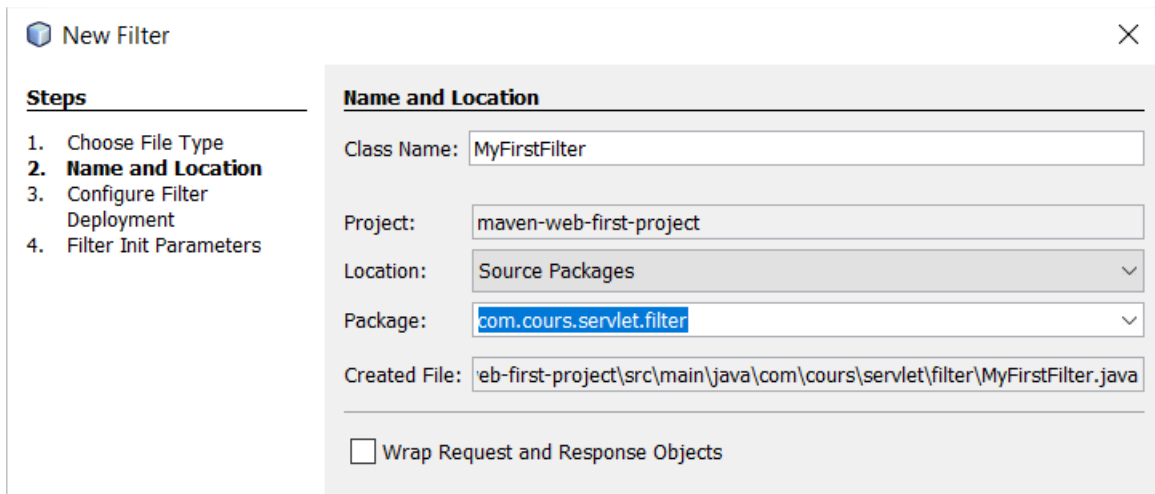 New Filter
Steps
1. Choose File Type
2. Name and Location
3. Configure Filter
Deployment
4. Filter Init Parameters
Name and Location
Class Name: MyFirstFilter
Project: maven-web-first-project
Location: Source Packages
Package: com.cours.servlet.filter
Created File: eb-first-project\src\main\java\com\cours\servlet\filter\MyFirstFilter.java
Wrap Request and Response Objects